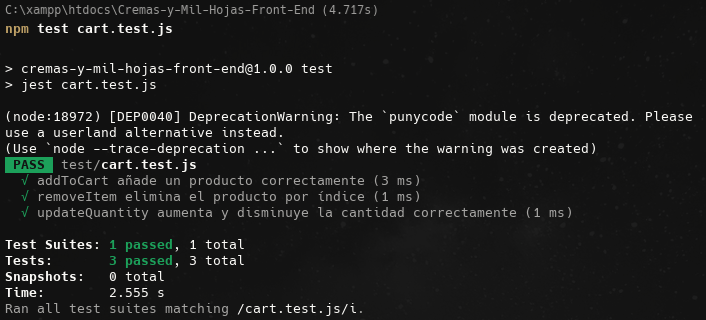 C:\xampp\htdocs\Cremas-y-Mil-Hojas-Front-End (4.717s)
npm test cart.test.js
> cremas-y-mil-hojas-front-end@1.0.0 test
> jest cart.test.js
(node:18972) [DEP0040] DeprecationWarning: The `punycode` module is deprecated. Please
use a userland alternative instead.
(Use `node --trace-deprecation ...` to show where the warning was created)
PASS test/cart.test.js
√ addToCart añade un producto correctamente (3 ms)
√ removeItem elimina el producto por índice (1 ms)
√ updateQuantity aumenta y disminuye la cantidad correctamente (1 ms)
Test Suites: 1 passed, 1 total
Tests: 3 passed, 3 total
Snapshots: 0 total
Time: 2.555 s
Ran all test suites matching /cart.test.js/i.